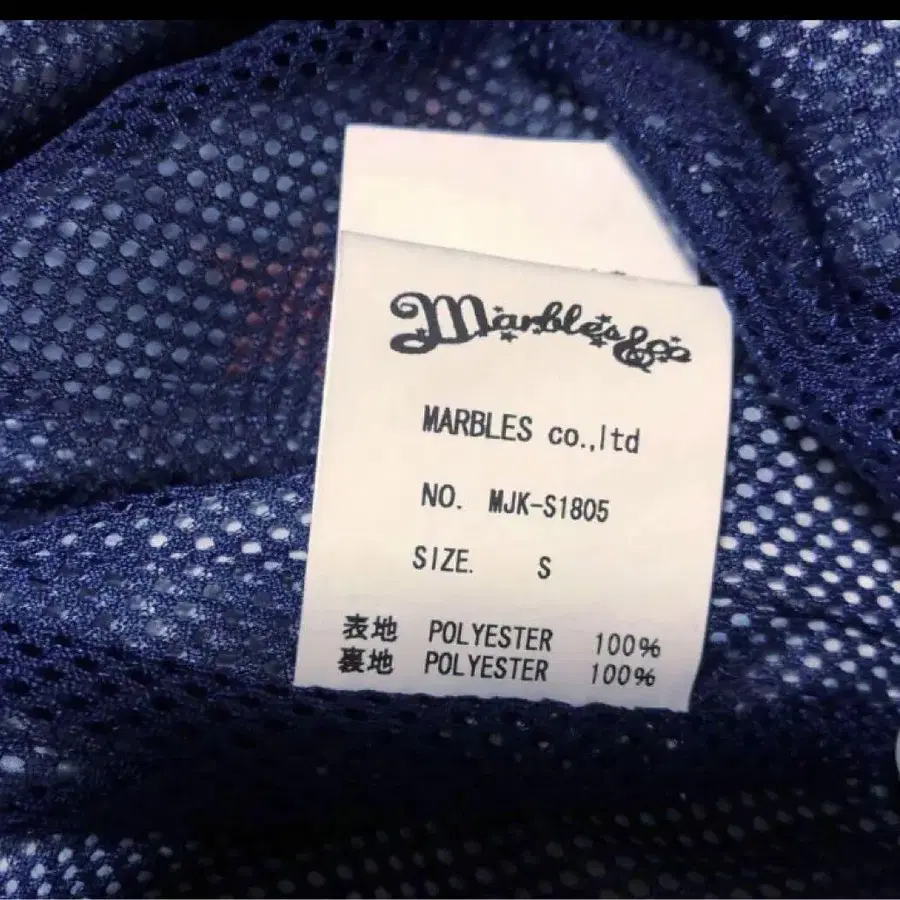 Marbles&co
MARBLES co.,ltd
NO. MJK-S1805
SIZE. S
表地 POLYESTER 100%
裏地 POLYESTER 100%